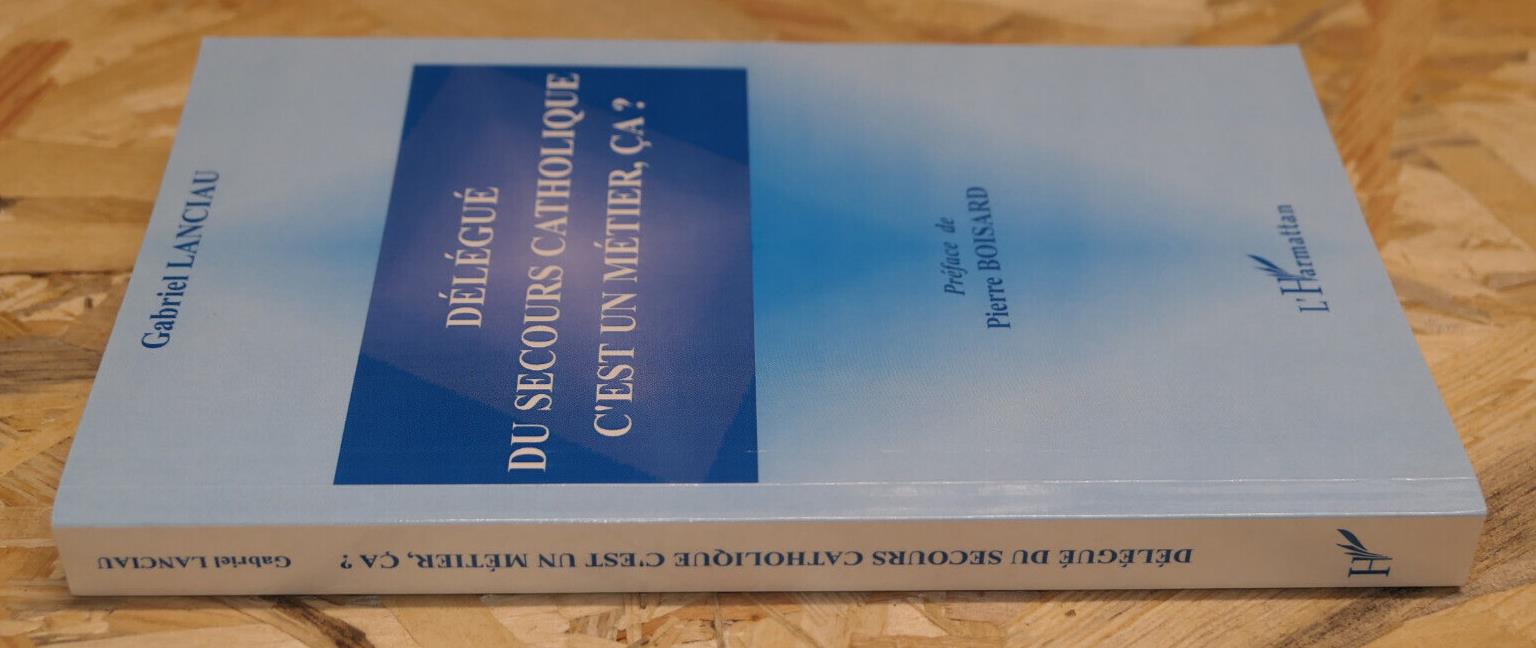 Gabriel LANCIAU
DÉLÉGUÉ
DU SECOURS CATHOLIQUE
C'EST UN MÉTIER, ÇA ?
Préface de
Pierre BOISARD
L'Harmattan
DÉLÉGUÉ DU SECOURS CATHOLIQUE C'EST UN MÉTIER, ÇA ?
Gabriel LANCIAU
H